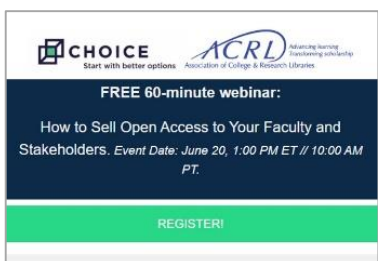 CHOICE
Start with better options
ACRL
Advancing learning
Transforming scholarship
Association of College & Research Libraries
FREE 60-minute webinar:
How to Sell Open Access to Your Faculty and
Stakeholders. Event Date: June 20, 1:00 PM ET // 10:00 AM
PT.
REGISTER!